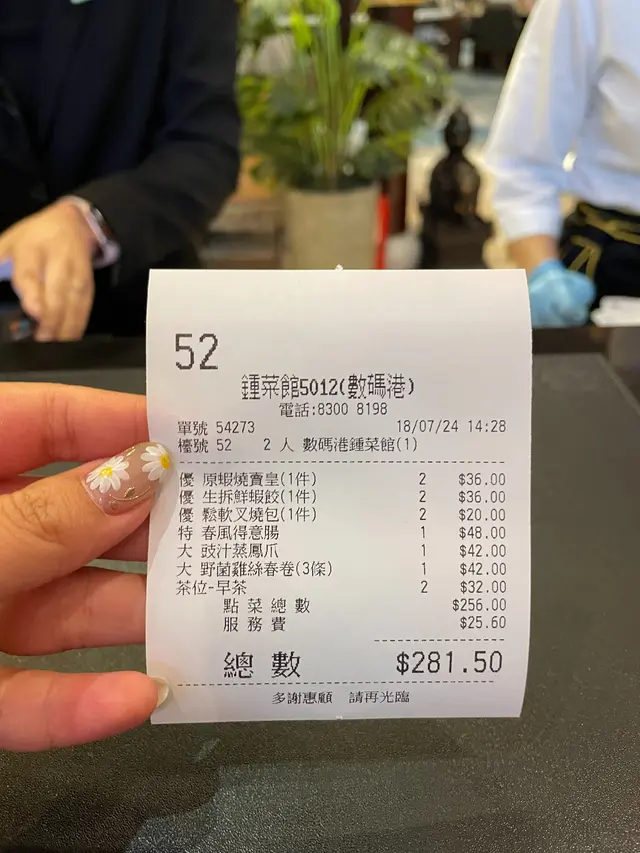 52
鍾菜館5012(數碼港)
電話:8300 8198
單號 54273 18/07/24 14:28
檯號 52 2 人 數碼港鍾菜館(1)
優 原蝦燒賣皇(1件) 2 $36.00
優 生拆鮮蝦餃(1件) 2 $36.00
優 鬆軟叉燒包(1件) 2 $20.00
特 春風得意腸 1 $48.00
大 豉汁蒸鳳爪 1 $42.00
大 野菌雞絲春卷(3條) 1 $42.00
茶位-早茶 2 $32.00
點菜總數 $256.00
服務費 $25.60
總數 $281.50
多謝惠顧 請再光臨